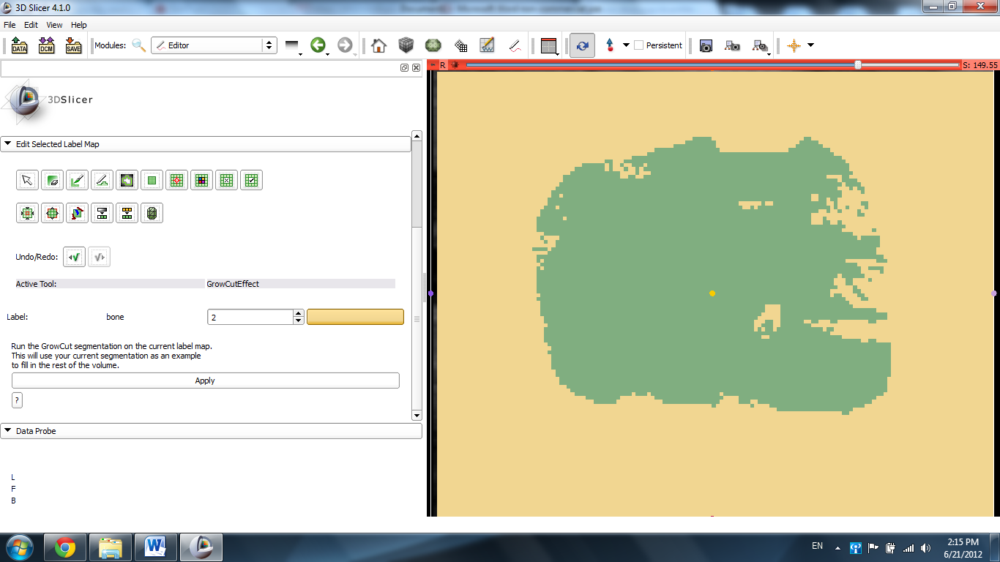 3D Slicer 4.1.0
File Edit View Help
DATA DCM SAVE Modules: Editor Persistent
R S: 149.55
3DSlicer
Edit Selected Label Map
Undo/Redo:
Active Tool: GrowCutEffect
Label: bone 2
Run the GrowCut segmentation on the current label map.
This will use your current segmentation as an example
to fill in the rest of the volume.
Apply
?
Data Probe
L
F
B
EN 2:15 PM
6/21/2012